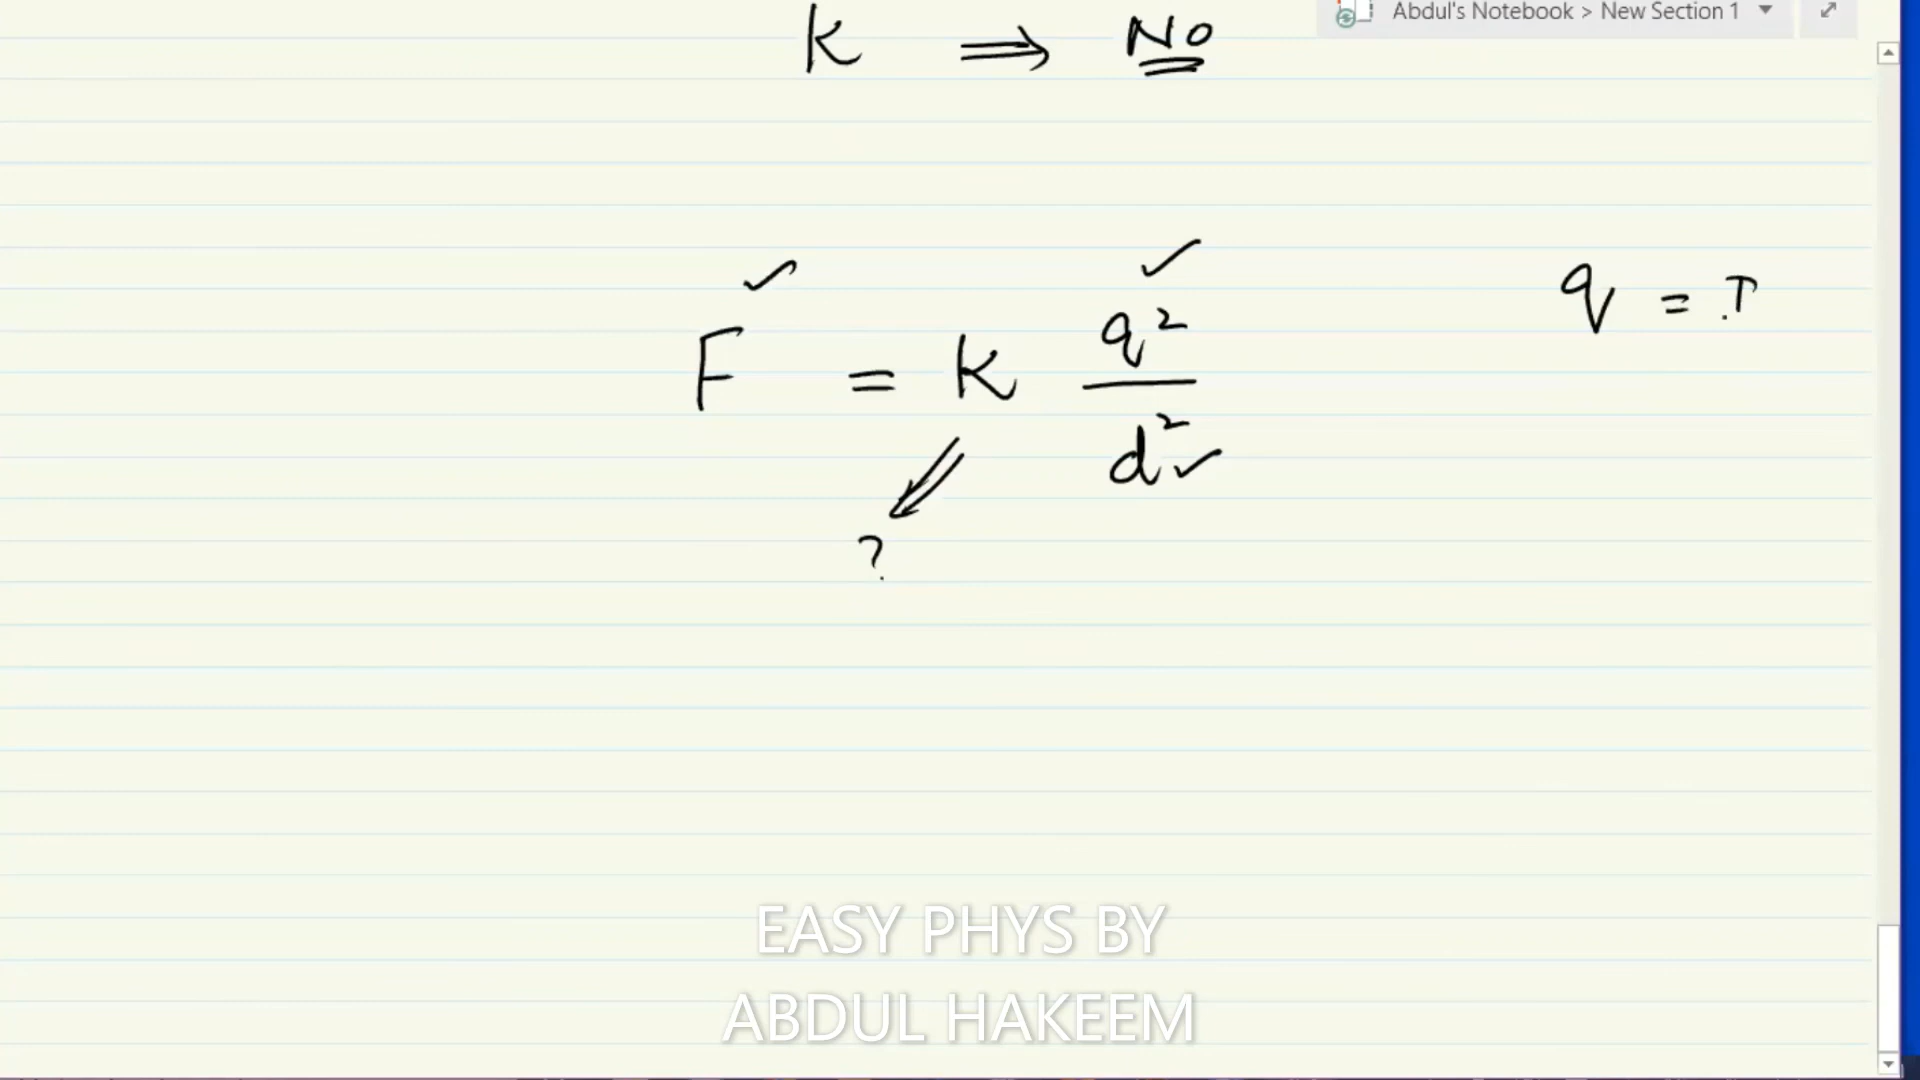 Abdul's Notebook > New Section 1
k ⇒ No
✓ ✓
F = k q²/d² ✓
q = ?
?
EASY PHYS BY
ABDUL HAKEEM